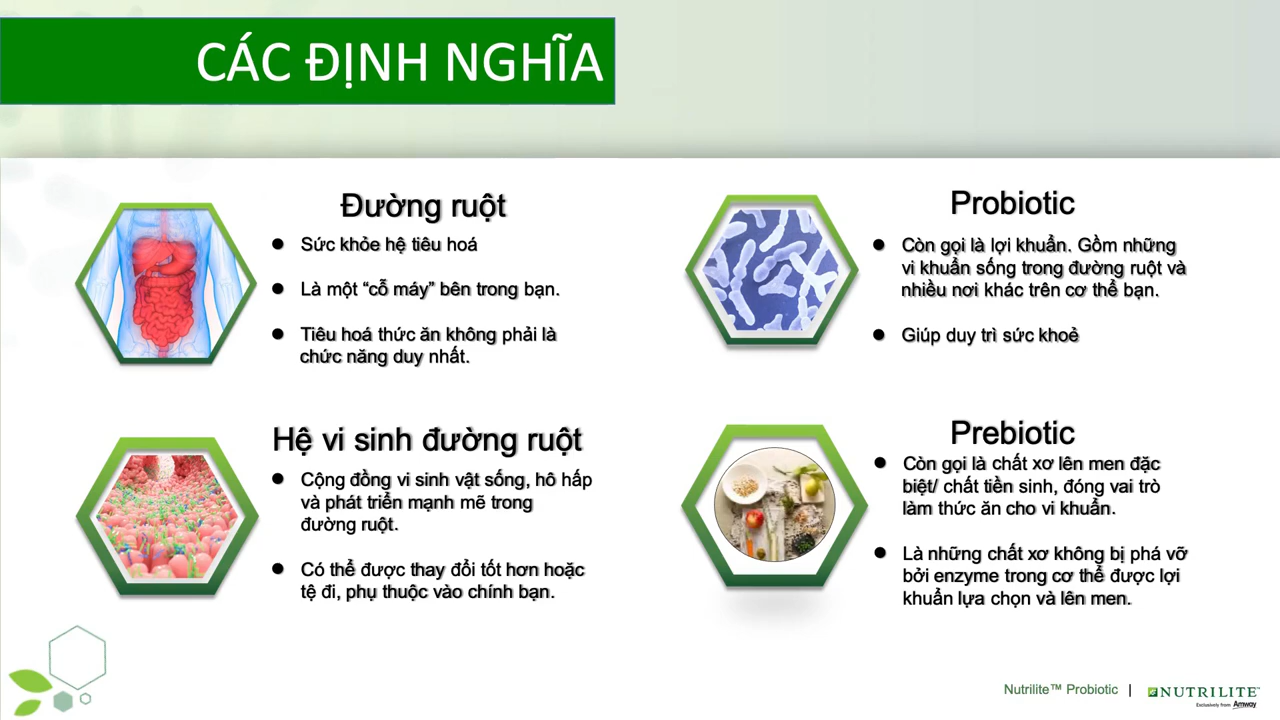 CÁC ĐỊNH NGHĨA
Đường ruột
● Sức khỏe hệ tiêu hoá
● Là một “cỗ máy” bên trong bạn.
● Tiêu hoá thức ăn không phải là
chức năng duy nhất.
Probiotic
● Còn gọi là lợi khuẩn. Gồm những
vi khuẩn sống trong đường ruột và
nhiều nơi khác trên cơ thể bạn.
● Giúp duy trì sức khoẻ
Hệ vi sinh đường ruột
● Cộng đồng vi sinh vật sống, hô hấp
và phát triển mạnh mẽ trong
đường ruột.
● Có thể được thay đổi tốt hơn hoặc
tệ đi, phụ thuộc vào chính bạn.
Prebiotic
● Còn gọi là chất xơ lên men đặc
biệt/ chất tiền sinh, đóng vai trò
làm thức ăn cho vi khuẩn.
● Là những chất xơ không bị phá vỡ
bởi enzyme trong cơ thể được lợi
khuẩn lựa chọn và lên men.
Nutrilite™ Probiotic |
NUTRILITE™
Exclusively from Amway